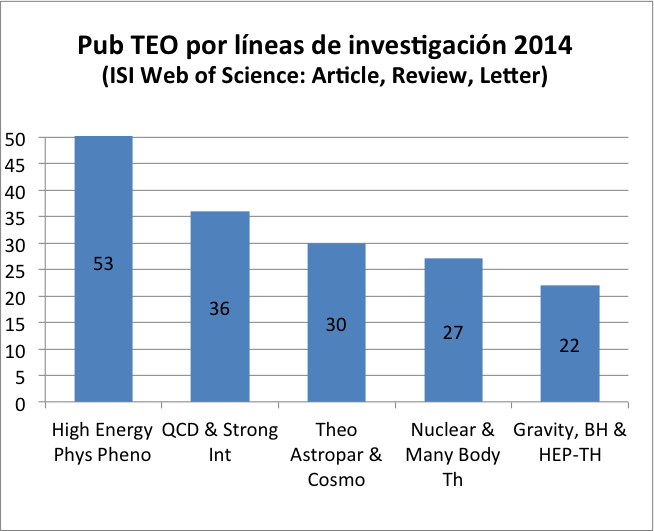 Pub TEO por líneas de investigación 2014
(ISI Web of Science: Article, Review, Letter)
50
45
40
35
30
25
20
15
10
5
0
53
36
30
27
22
High Energy
Phys Pheno
QCD & Strong
Int
Theo
Astropar &
Cosmo
Nuclear &
Many Body
Th
Gravity, BH &
HEP-TH